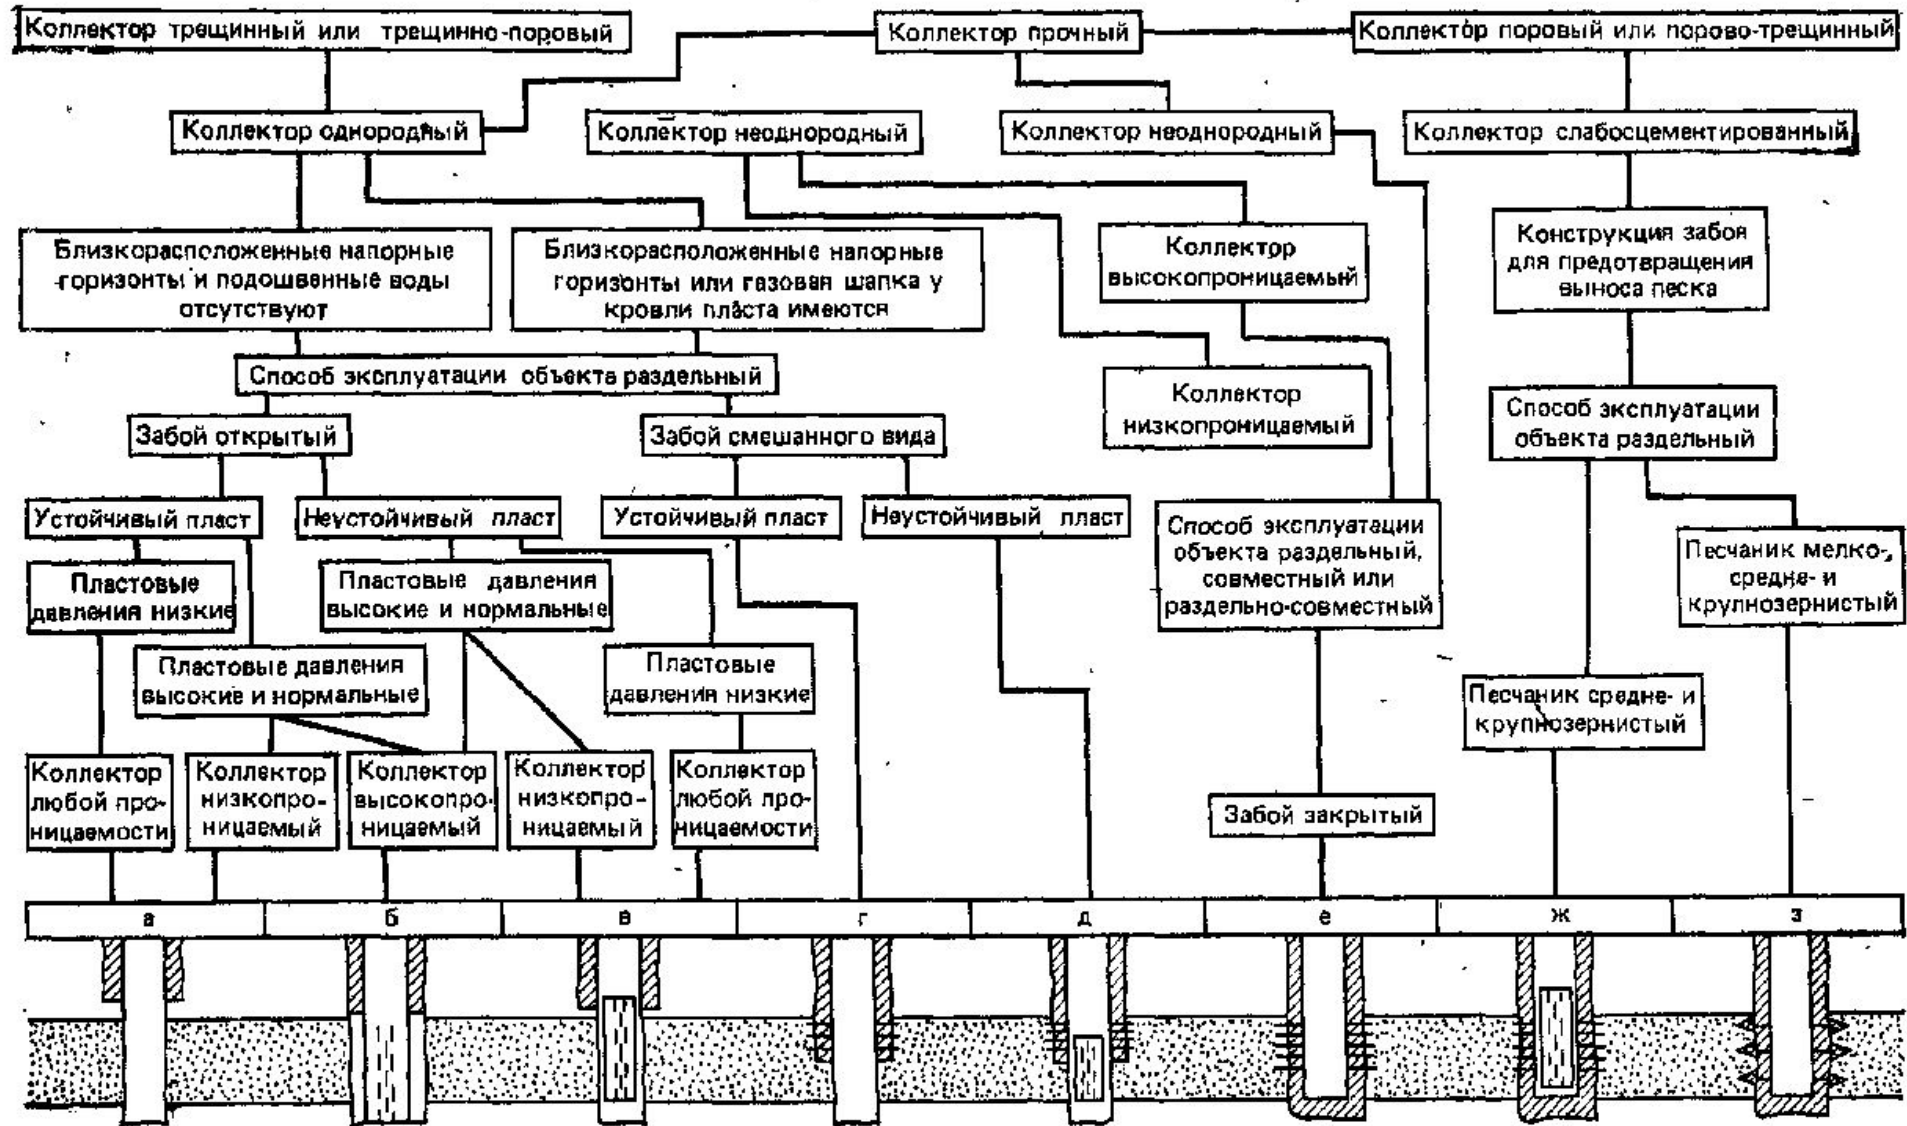 Коллектор трещинный или трещинно-поровый
Коллектор прочный
Коллектор поровый или порово-трещинный
Коллектор однородный
Коллектор неоднородный
Коллектор неоднородный
Коллектор слабосцементированный
Близкорасположенные напорные
горизонты и подошвенные воды
отсутствуют
Близкорасположенные напорные
горизонты или газовая шапка у
кровли пласта имеются
Коллектор
высокопроницаемый
Конструкция забоя
для предотвращения
выноса песка
Способ эксплуатации объекта раздельный
Коллектор
низкопроницаемый
Способ эксплуатации
объекта раздельный
Забой открытый
Забой смешанного вида
Устойчивый пласт
Неустойчивый пласт
Устойчивый пласт
Неустойчивый пласт
Способ эксплуатации
объекта раздельный,
совместный или
раздельно-совместный
Песчаник мелко-,
средне- и
крупнозернистый
Пластовые
давления низкие
Пластовые давления
высокие и нормальные
Пластовые давления
высокие и нормальные
Пластовые
давления низкие
Песчаник средне- и
крупнозернистый
Коллектор
любой про-
ницаемости
Коллектор
низкопро-
ницаемый
Коллектор
высокопро-
ницаемый
Коллектор
низкопро-
ницаемый
Коллектор
любой про-
ницаемости
Забой закрытый
а б в г д е ж з